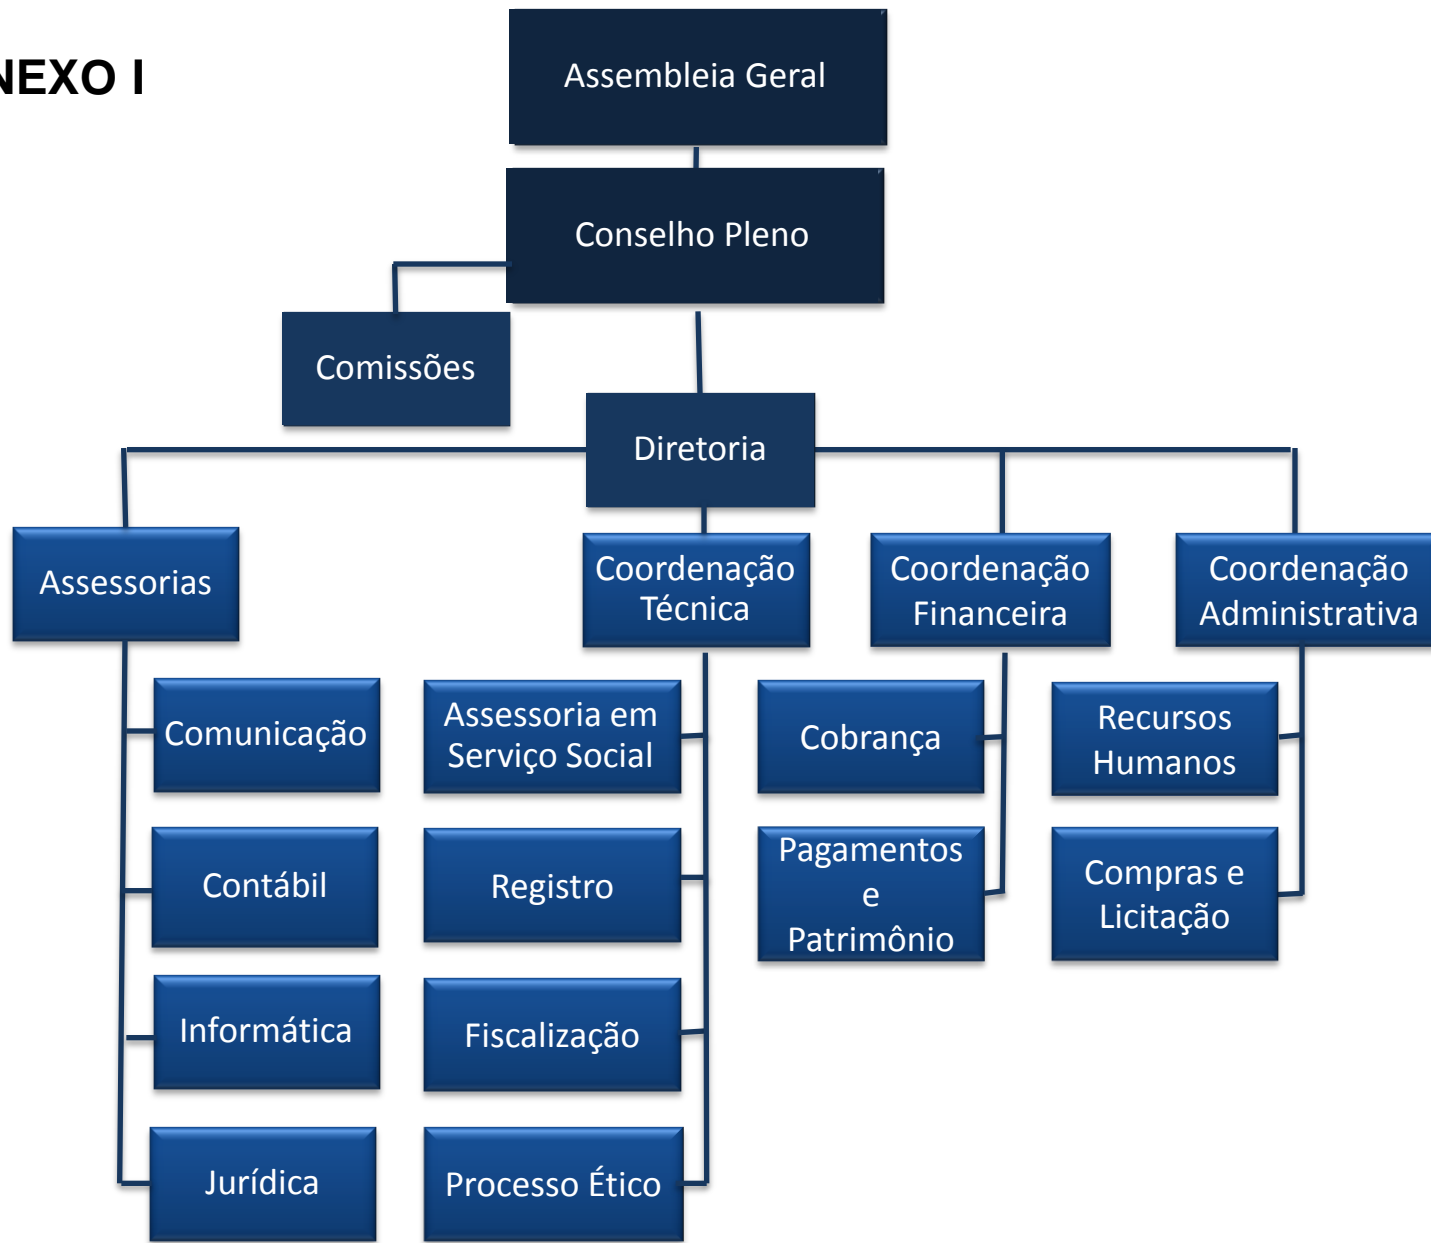 NEXO I
Assembleia Geral
Conselho Pleno
Comissões
Diretoria
Assessorias
Coordenação
Técnica
Coordenação
Financeira
Coordenação
Administrativa
Comunicação
Assessoria em
Serviço Social
Cobrança
Recursos
Humanos
Contábil
Registro
Pagamentos
e
Patrimônio
Compras e
Licitação
Informática
Fiscalização
Jurídica
Processo Ético